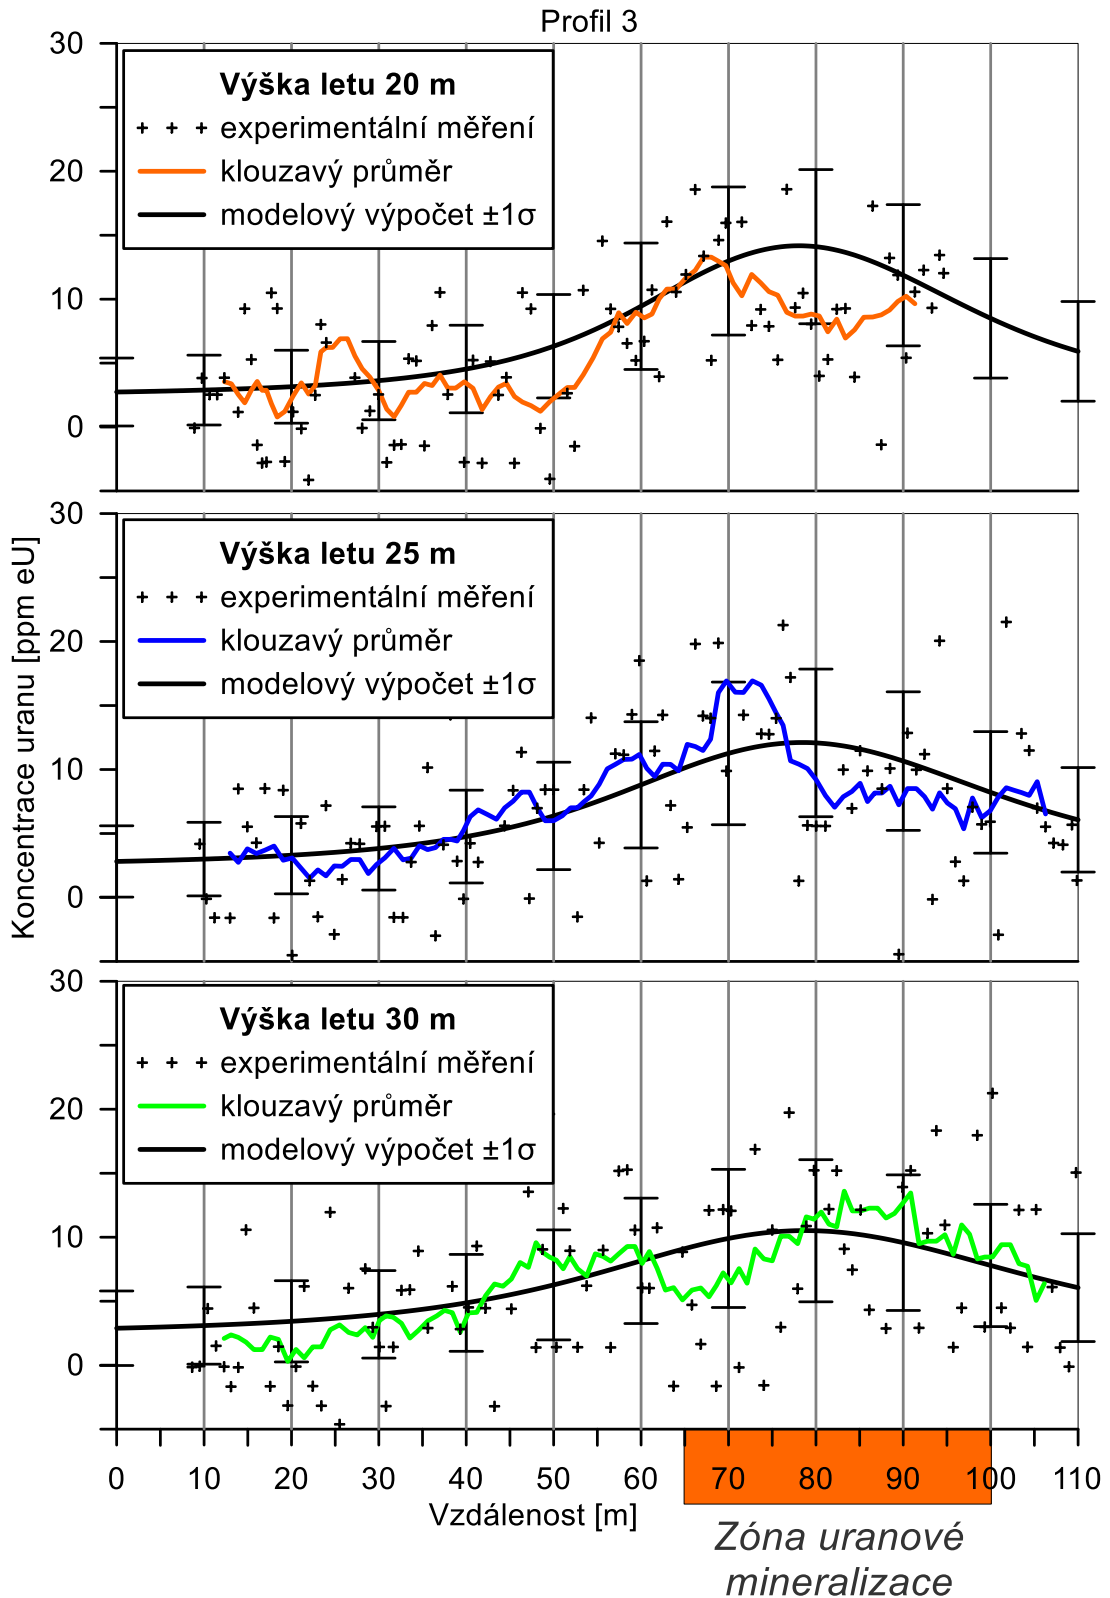 Profil 3
30
20
10
0
Výška letu 20 m
experimentální měření
klouzavý průměr
modelový výpočet ±1σ
Koncentrace uranu [ppm eU]
30
20
10
0
Výška letu 25 m
experimentální měření
klouzavý průměr
modelový výpočet ±1σ
30
20
10
0
Výška letu 30 m
experimentální měření
klouzavý průměr
modelový výpočet ±1σ
0 10 20 30 40 50 60 70 80 90 100 110
Vzdálenost [m]
Zóna uranové
mineralizace